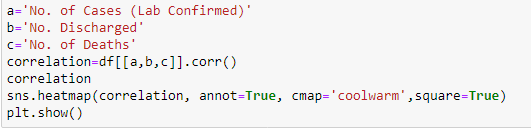 a='No. of Cases (Lab Confirmed)'
b='No. Discharged'
c='No. of Deaths'
correlation=df[[a,b,c]].corr()
correlation
sns.heatmap(correlation, annot=True, cmap='coolwarm',square=True)
plt.show()